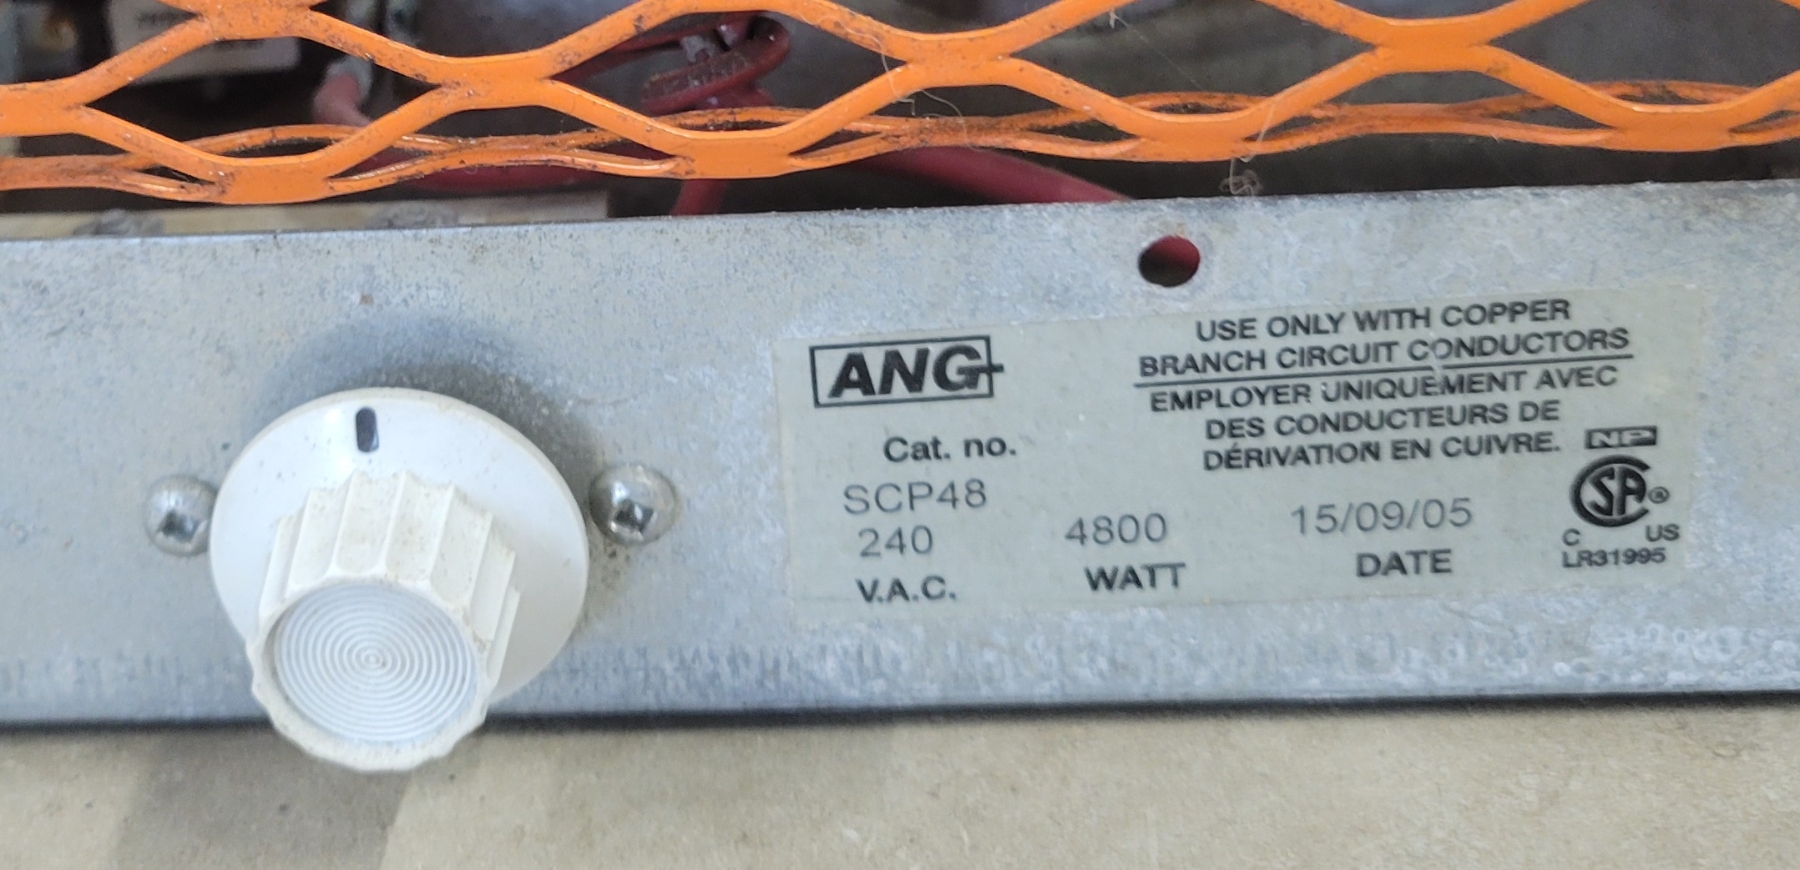 ANG
USE ONLY WITH COPPER
BRANCH CIRCUIT CONDUCTORS
EMPLOYER UNIQUEMENT AVEC
DES CONDUCTEURS DE
DÉRIVATION EN CUIVRE.
Cat. no.
SCP48
240
V.A.C.
4800
WATT
15/09/05
DATE
NP
SA®
C US
LR31995